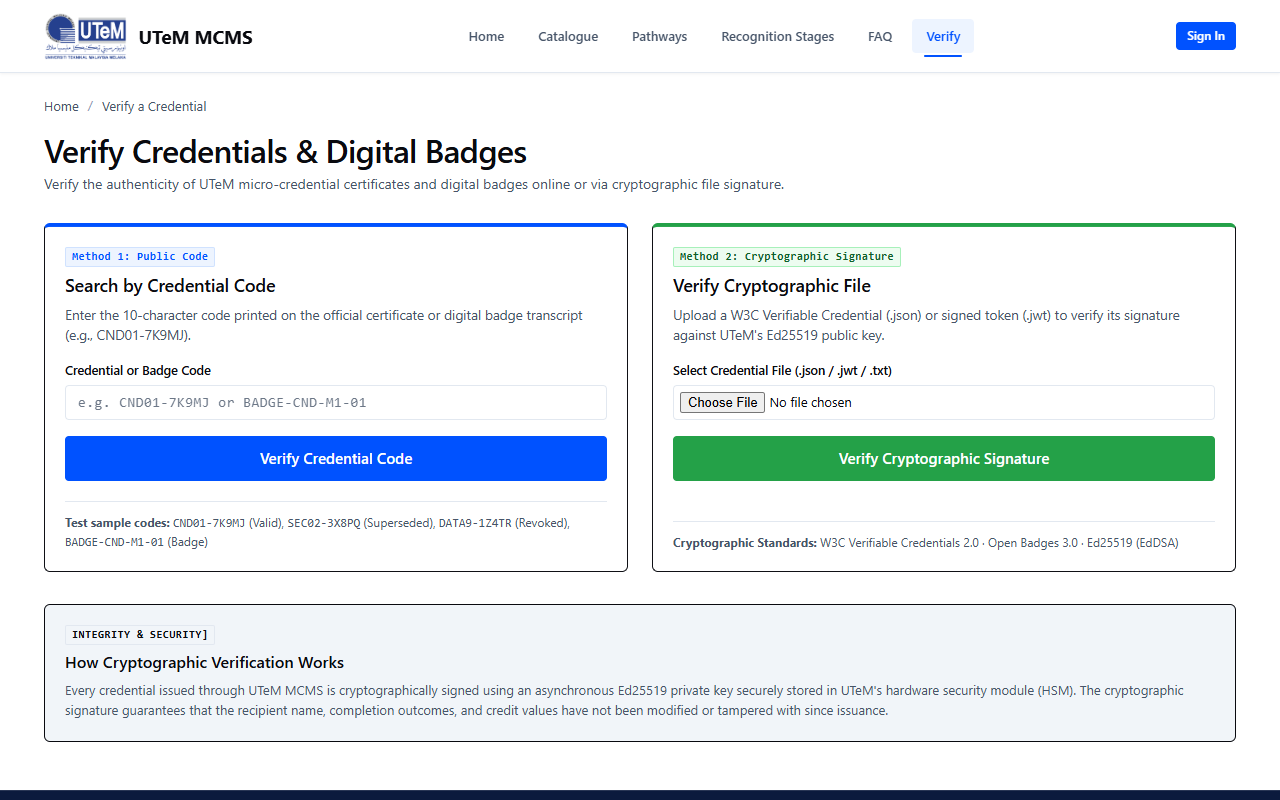 UTeM
UNIVERSITI TEKNIKAL MALAYSIA MELAKA
UTeM MCMS
Home
Catalogue
Pathways
Recognition Stages
FAQ
Verify
Sign In
Home / Verify a Credential
Verify Credentials & Digital Badges
Verify the authenticity of UTeM micro-credential certificates and digital badges online or via cryptographic file signature.
Method 1: Public Code
Search by Credential Code
Enter the 10-character code printed on the official certificate or digital badge transcript
(e.g., CND01-7K9MJ).
Credential or Badge Code
e.g. CND01-7K9MJ or BADGE-CND-M1-01
Verify Credential Code
Test sample codes: CND01-7K9MJ (Valid), SEC02-3X8PQ (Superseded), DATA9-1Z4TR (Revoked),
BADGE-CND-M1-01 (Badge)
Method 2: Cryptographic Signature
Verify Cryptographic File
Upload a W3C Verifiable Credential (.json) or signed token (.jwt) to verify its signature
against UTeM's Ed25519 public key.
Select Credential File (.json / .jwt / .txt)
Choose File No file chosen
Verify Cryptographic Signature
Cryptographic Standards: W3C Verifiable Credentials 2.0 · Open Badges 3.0 · Ed25519 (EdDSA)
INTEGRITY & SECURITY]
How Cryptographic Verification Works
Every credential issued through UTeM MCMS is cryptographically signed using an asynchronous Ed25519 private key securely stored in UTeM's hardware security module (HSM). The cryptographic
signature guarantees that the recipient name, completion outcomes, and credit values have not been modified or tampered with since issuance.